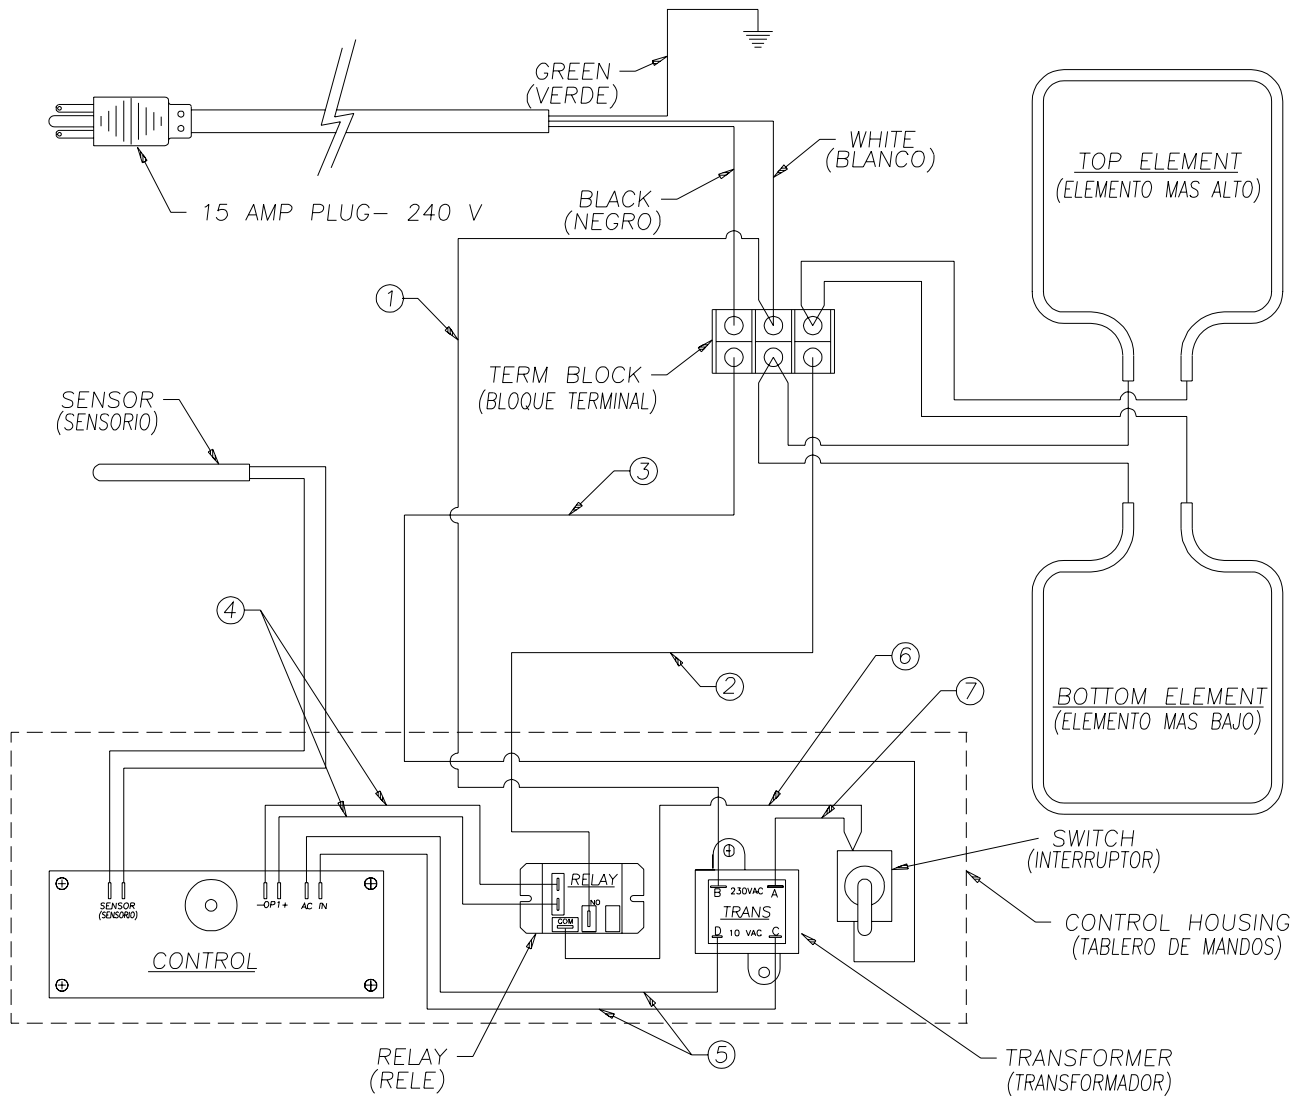 GREEN
(VERDE)
WHITE
(BLANCO)
TOP ELEMENT
(ELEMENTO MAS ALTO)
15 AMP PLUG- 240 V
BLACK
(NEGRO)
1
TERM BLOCK
(BLOQUE TERMINAL)
SENSOR
(SENSORIO)
3
4
6
2
7
BOTTOM ELEMENT
(ELEMENTO MAS BAJO)
SWITCH
(INTERRUPTOR)
RELAY
NO
COM
B 230VAC A
TRANS
D 10 VAC C
SENSOR
(SENSORIO)
-OP1+
AC IN
CONTROL
CONTROL HOUSING
(TABLERO DE MANDOS)
5
RELAY
(RELE)
TRANSFORMER
(TRANSFORMADOR)